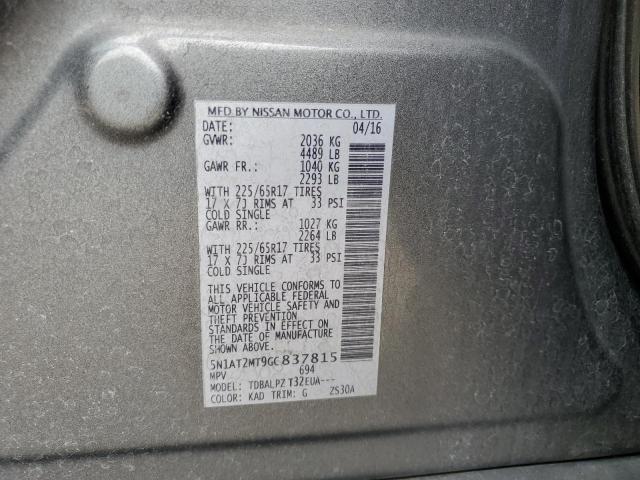 MFD BY NISSAN MOTOR CO., LTD.
DATE: 04/16
GVWR: 2036 KG
4489 LB
GAWR FR.: 1040 KG
2293 LB
WITH 225/65R17 TIRES
17 X 7J RIMS AT 33 PSI
COLD SINGLE
GAWR RR.: 1027 KG
2264 LB
WITH 225/65R17 TIRES
17 X 7J RIMS AT 33 PSI
COLD SINGLE
THIS VEHICLE CONFORMS TO
ALL APPLICABLE FEDERAL
MOTOR VEHICLE SAFETY AND
THEFT PREVENTION
STANDARDS IN EFFECT ON
THE DATE OF MANUFACTURE
SHOWN ABOVE.
5N1AT2MT9GC837815
MPV 694
MODEL: TDBALPZ T32EUA---
COLOR: KAD TRIM: G ZS30A